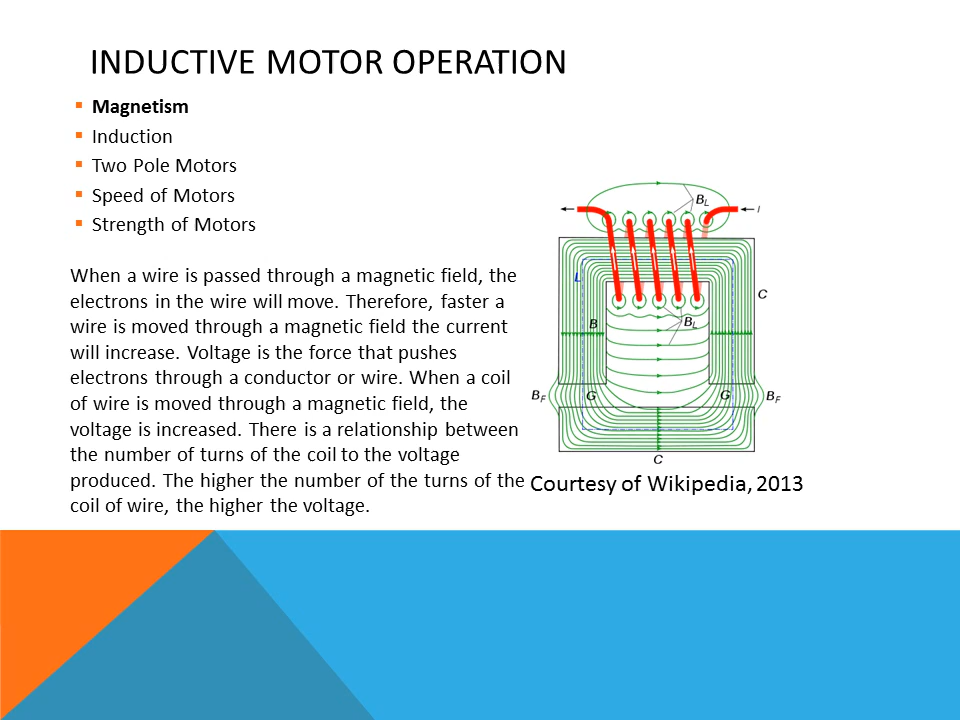 INDUCTIVE MOTOR OPERATION
Magnetism
Induction
Two Pole Motors
Speed of Motors
Strength of Motors
When a wire is passed through a magnetic field, the
electrons in the wire will move. Therefore, faster a
wire is moved through a magnetic field the current
will increase. Voltage is the force that pushes
electrons through a conductor or wire. When a coil
of wire is moved through a magnetic field, the
voltage is increased. There is a relationship between
the number of turns of the coil to the voltage
produced. The higher the number of the turns of the
coil of wire, the higher the voltage.
BL
I
L
C
B
BL
BF
G
G
BF
C
Courtesy of Wikipedia, 2013